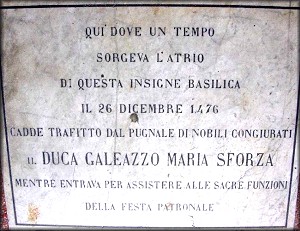 QUI DOVE UN TEMPO
SORGEVA L'ATRIO
DI QUESTA INSIGNE BASILICA
IL 26 DICEMBRE 1476
CADDE TRAFITTO DAL PUGNALE DI NOBILI CONGIURATI
IL DUCA GALEAZZO MARIA SFORZA
MENTRE ENTRAVA PER ASSISTERE ALLE SACRE FUNZIONI
DELLA FESTA PATRONALE